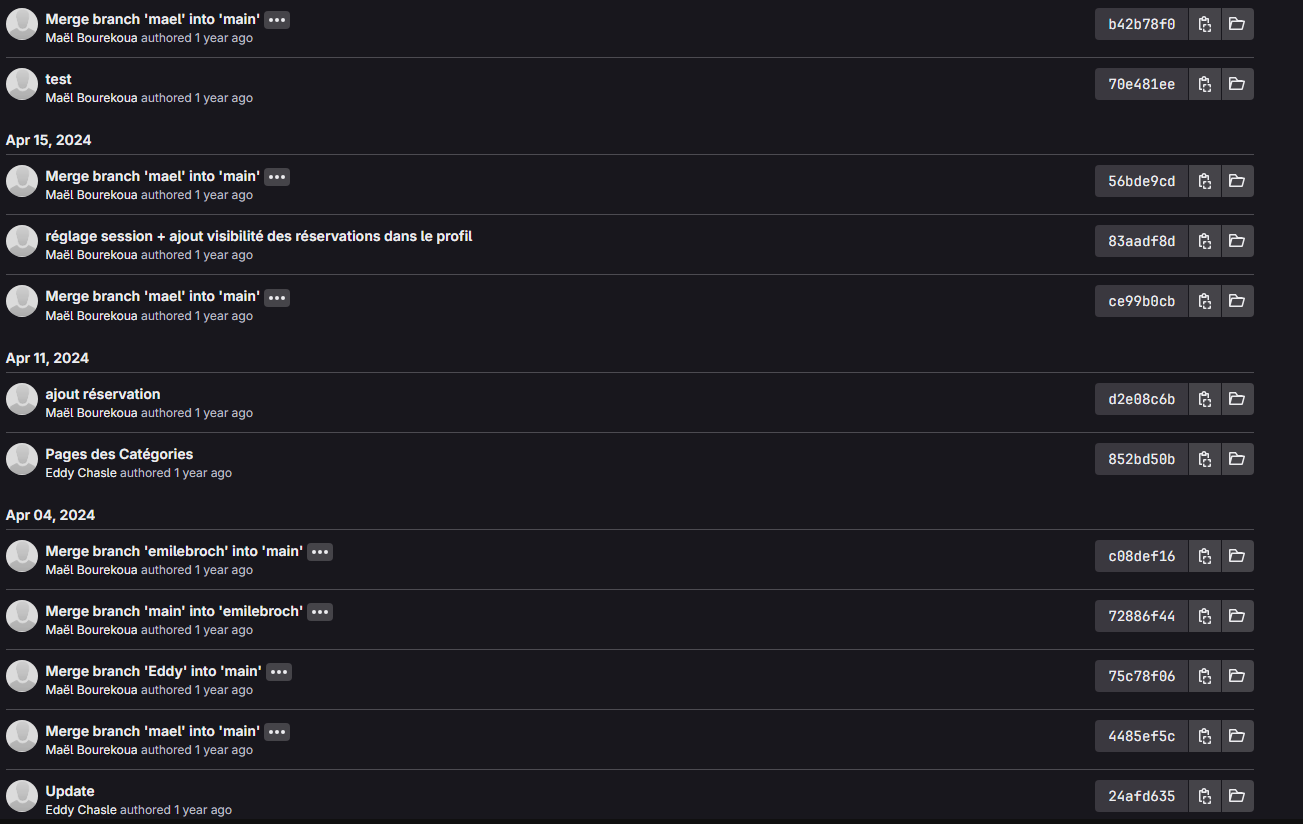 Merge branch 'mael' into 'main' •••
b42b78f0
Maël Bourekoua authored 1 year ago
test
70e481ee
Maël Bourekoua authored 1 year ago
Apr 15, 2024
Merge branch 'mael' into 'main' •••
56bde9cd
Maël Bourekoua authored 1 year ago
réglage session + ajout visibilité des réservations dans le profil
83aadf8d
Maël Bourekoua authored 1 year ago
Merge branch 'mael' into 'main' •••
ce99b0cb
Maël Bourekoua authored 1 year ago
Apr 11, 2024
ajout réservation
d2e08c6b
Maël Bourekoua authored 1 year ago
Pages des Catégories
852bd50b
Eddy Chasle authored 1 year ago
Apr 04, 2024
Merge branch 'emilebroch' into 'main' •••
c08def16
Maël Bourekoua authored 1 year ago
Merge branch 'main' into 'emilebroch' •••
72886f44
Maël Bourekoua authored 1 year ago
Merge branch 'Eddy' into 'main' •••
75c78f06
Maël Bourekoua authored 1 year ago
Merge branch 'mael' into 'main' •••
4485ef5c
Maël Bourekoua authored 1 year ago
Update
24afd635
Eddy Chasle authored 1 year ago